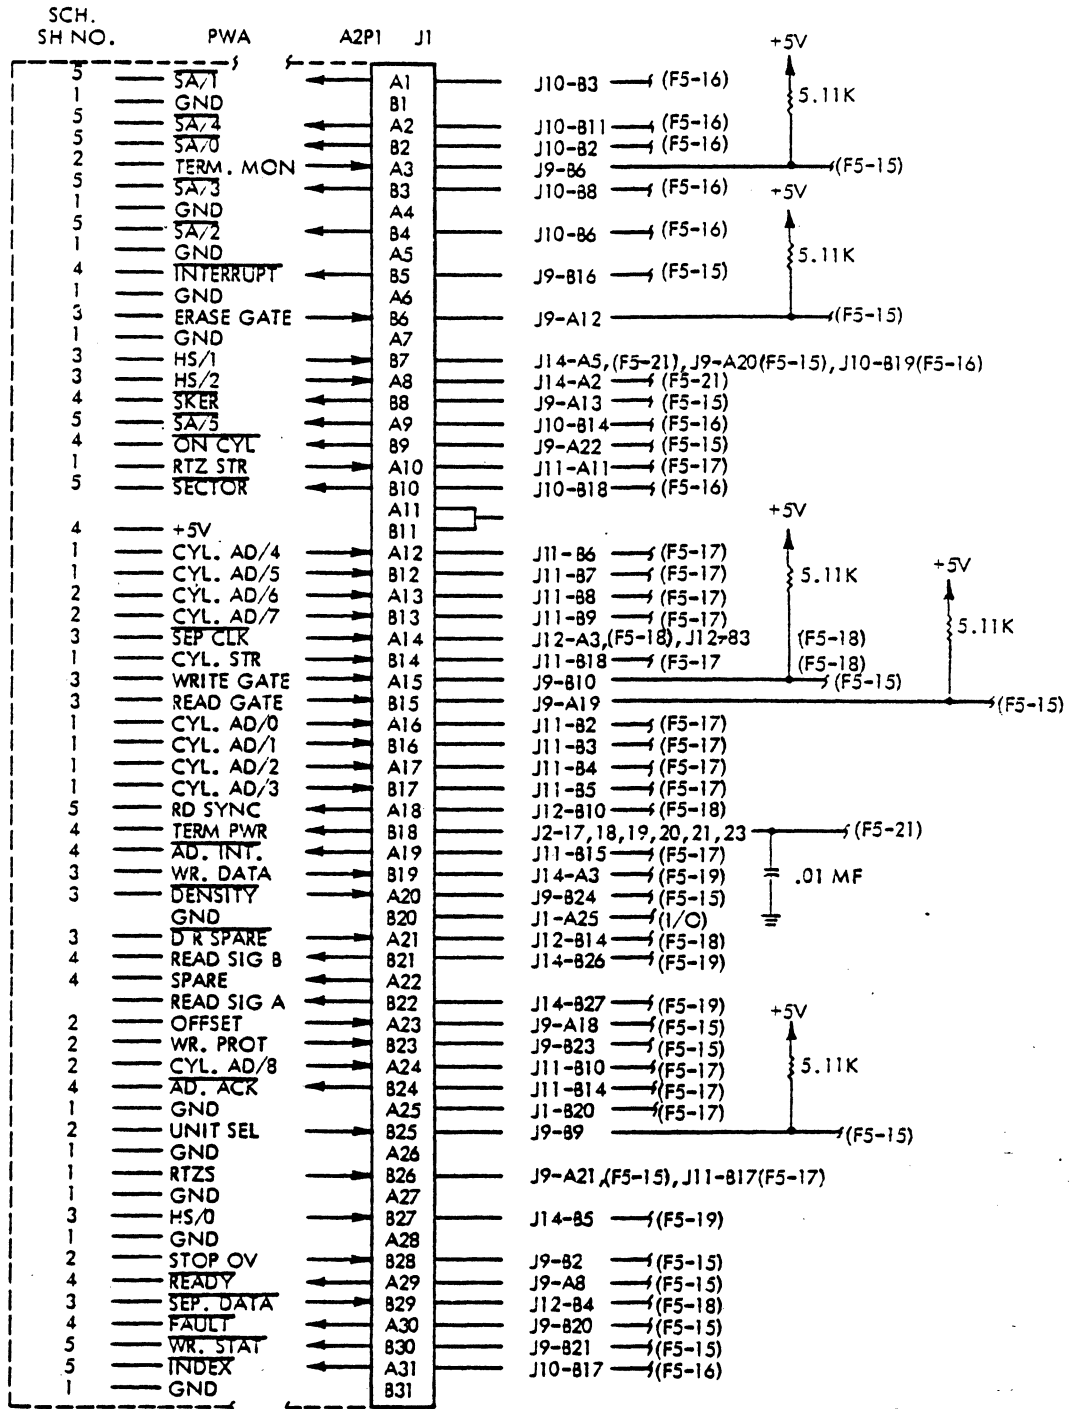 SCH.
SH NO. PWA A2P1 J1
+5V
5 SA/1 A1 J10-B3 (F5-16)
5.11K
1 GND B1
5 SA/4 A2 J10-B11 (F5-16)
5 SA/0 B2 J10-B2 (F5-16)
2 TERM. MON A3 J9-B6 (F5-15)
5 SA/3 B3 J10-B8 (F5-16)
+5V
1 GND A4
5 SA/2 B4 J10-B6 (F5-16)
1 GND A5
5.11K
4 INTERRUPT B5 J9-B16 (F5-15)
1 GND A6
3 ERASE GATE B6 J9-A12 (F5-15)
1 GND A7
3 HS/1 B7 J14-A5,(F5-21), J9-A20(F5-15), J10-B19(F5-16)
3 HS/2 A8 J14-A2 (F5-21)
4 SKER B8 J9-A13 (F5-15)
5 SA/5 A9 J10-B14 (F5-16)
4 ON CYL B9 J9-A22 (F5-15)
1 RTZ STR A10 J11-A11 (F5-17)
5 SECTOR B10 J10-B18 (F5-16)
A11
+5V
4 +5V B11
1 CYL. AD/4 A12 J11-B6 (F5-17)
1 CYL. AD/5 B12 J11-B7 (F5-17)
5.11K +5V
2 CYL. AD/6 A13 J11-B8 (F5-17)
2 CYL. AD/7 B13 J11-B9 (F5-17)
5.11K
3 SEP CLK A14 J12-A3,(F5-18), J12-B3 (F5-18)
1 CYL. STR B14 J11-B18 (F5-17 (F5-18)
3 WRITE GATE A15 J9-B10 (F5-15)
3 READ GATE B15 J9-A19 (F5-15)
1 CYL. AD/0 A16 J11-B2 (F5-17)
1 CYL. AD/1 B16 J11-B3 (F5-17)
1 CYL. AD/2 A17 J11-B4 (F5-17)
1 CYL. AD/3 B17 J11-B5 (F5-17)
5 RD SYNC A18 J12-B10 (F5-18)
4 TERM PWR B18 J2-17,18,19,20,21,23 (F5-21)
4 AD. INT. A19 J11-B15 (F5-17)
3 WR. DATA B19 J14-A3 (F5-19)
.01 MF
3 DENSITY A20 J9-B24 (F5-15)
GND B20 J1-A25 (I/O)
3 D R SPARE A21 J12-B14 (F5-18)
4 READ SIG B B21 J14-B26 (F5-19)
4 SPARE A22
READ SIG A B22 J14-B27 (F5-19)
+5V
2 OFFSET A23 J9-A18 (F5-15)
2 WR. PROT B23 J9-B23 (F5-15)
2 CYL. AD/8 A24 J11-B10 (F5-17)
5.11K
4 AD. ACK B24 J11-B14 (F5-17)
1 GND A25 J1-B20 (F5-17)
2 UNIT SEL B25 J9-B9 (F5-15)
1 GND A26
1 RTZS B26 J9-A21,(F5-15), J11-B17(F5-17)
1 GND A27
3 HS/0 B27 J14-B5 (F5-19)
1 GND A28
2 STOP OV B28 J9-B2 (F5-15)
4 READY A29 J9-A8 (F5-15)
3 SEP. DATA B29 J12-B4 (F5-18)
4 FAULT A30 J9-B20 (F5-15)
5 WR. STAT B30 J9-B21 (F5-15)
5 INDEX A31 J10-B17 (F5-16)
1 GND B31